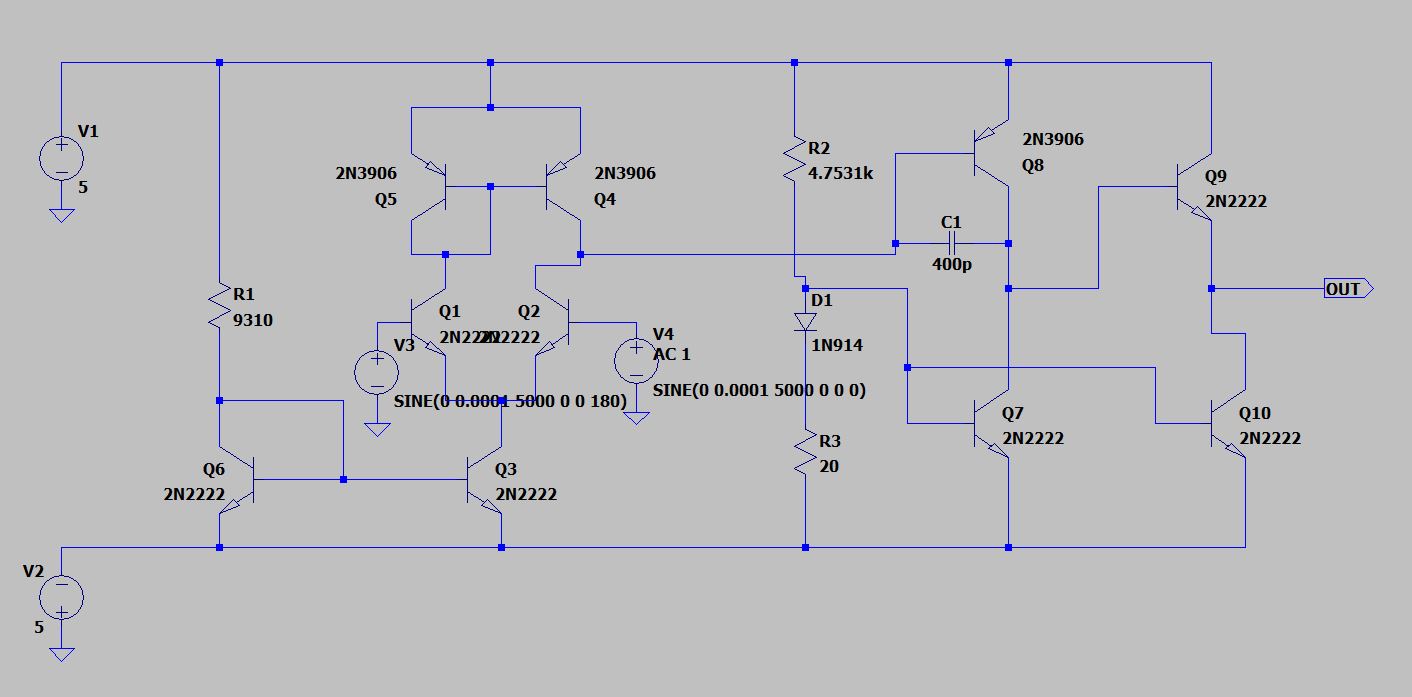 V1
5
2N3906
Q5
2N3906
Q4
R2
4.7531k
2N3906
Q8
Q9
2N2222
C1
400p
R1
9310
Q1
2N2222
Q2
2N2222
D1
1N914
OUT
V3
SINE(0 0.0001 5000 0 0 180)
V4
AC 1
SINE(0 0.0001 5000 0 0 0)
Q6
2N2222
Q3
2N2222
R3
20
Q7
2N2222
Q10
2N2222
V2
5